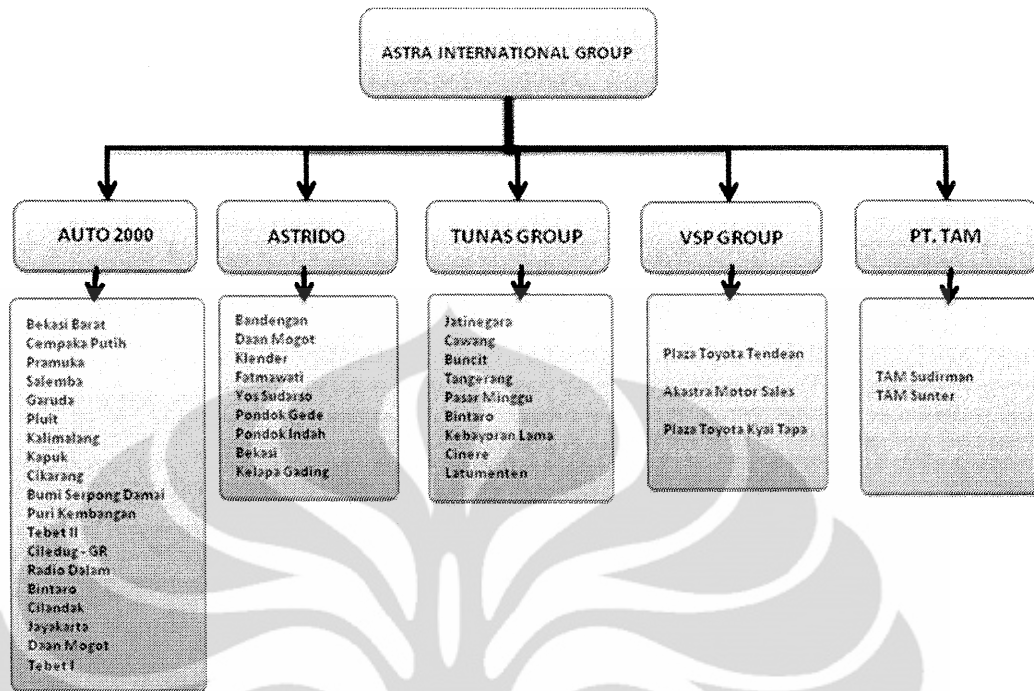 ASTRA INTERNATIONAL GROUP
AUTO 2000
Bekasi Barat
Cempaka Putih
Pramuka
Salemba
Garuda
Pluit
Kalimalang
Kapuk
Cikarang
Bumi Serpong Damai
Puri Kembangan
Tebet II
Ciledug - GR
Radio Dalam
Bintaro
Cilandak
Jayakarta
Daan Mogot
Tebet I
ASTRIDO
Bandengan
Daan Mogot
Klender
Fatmawati
Yos Sudarso
Pondok Gede
Pondok Indah
Bekasi
Kelapa Gading
TUNAS GROUP
Jatinegara
Cawang
Buncit
Tangerang
Pasar Minggu
Bintaro
Kebayoran Lama
Cinere
Latumenten
VSP GROUP
Plaza Toyota Tendean
Akastra Motor Sales
Plaza Toyota Kyai Tapa
PT. TAM
TAM Sudirman
TAM Sunter